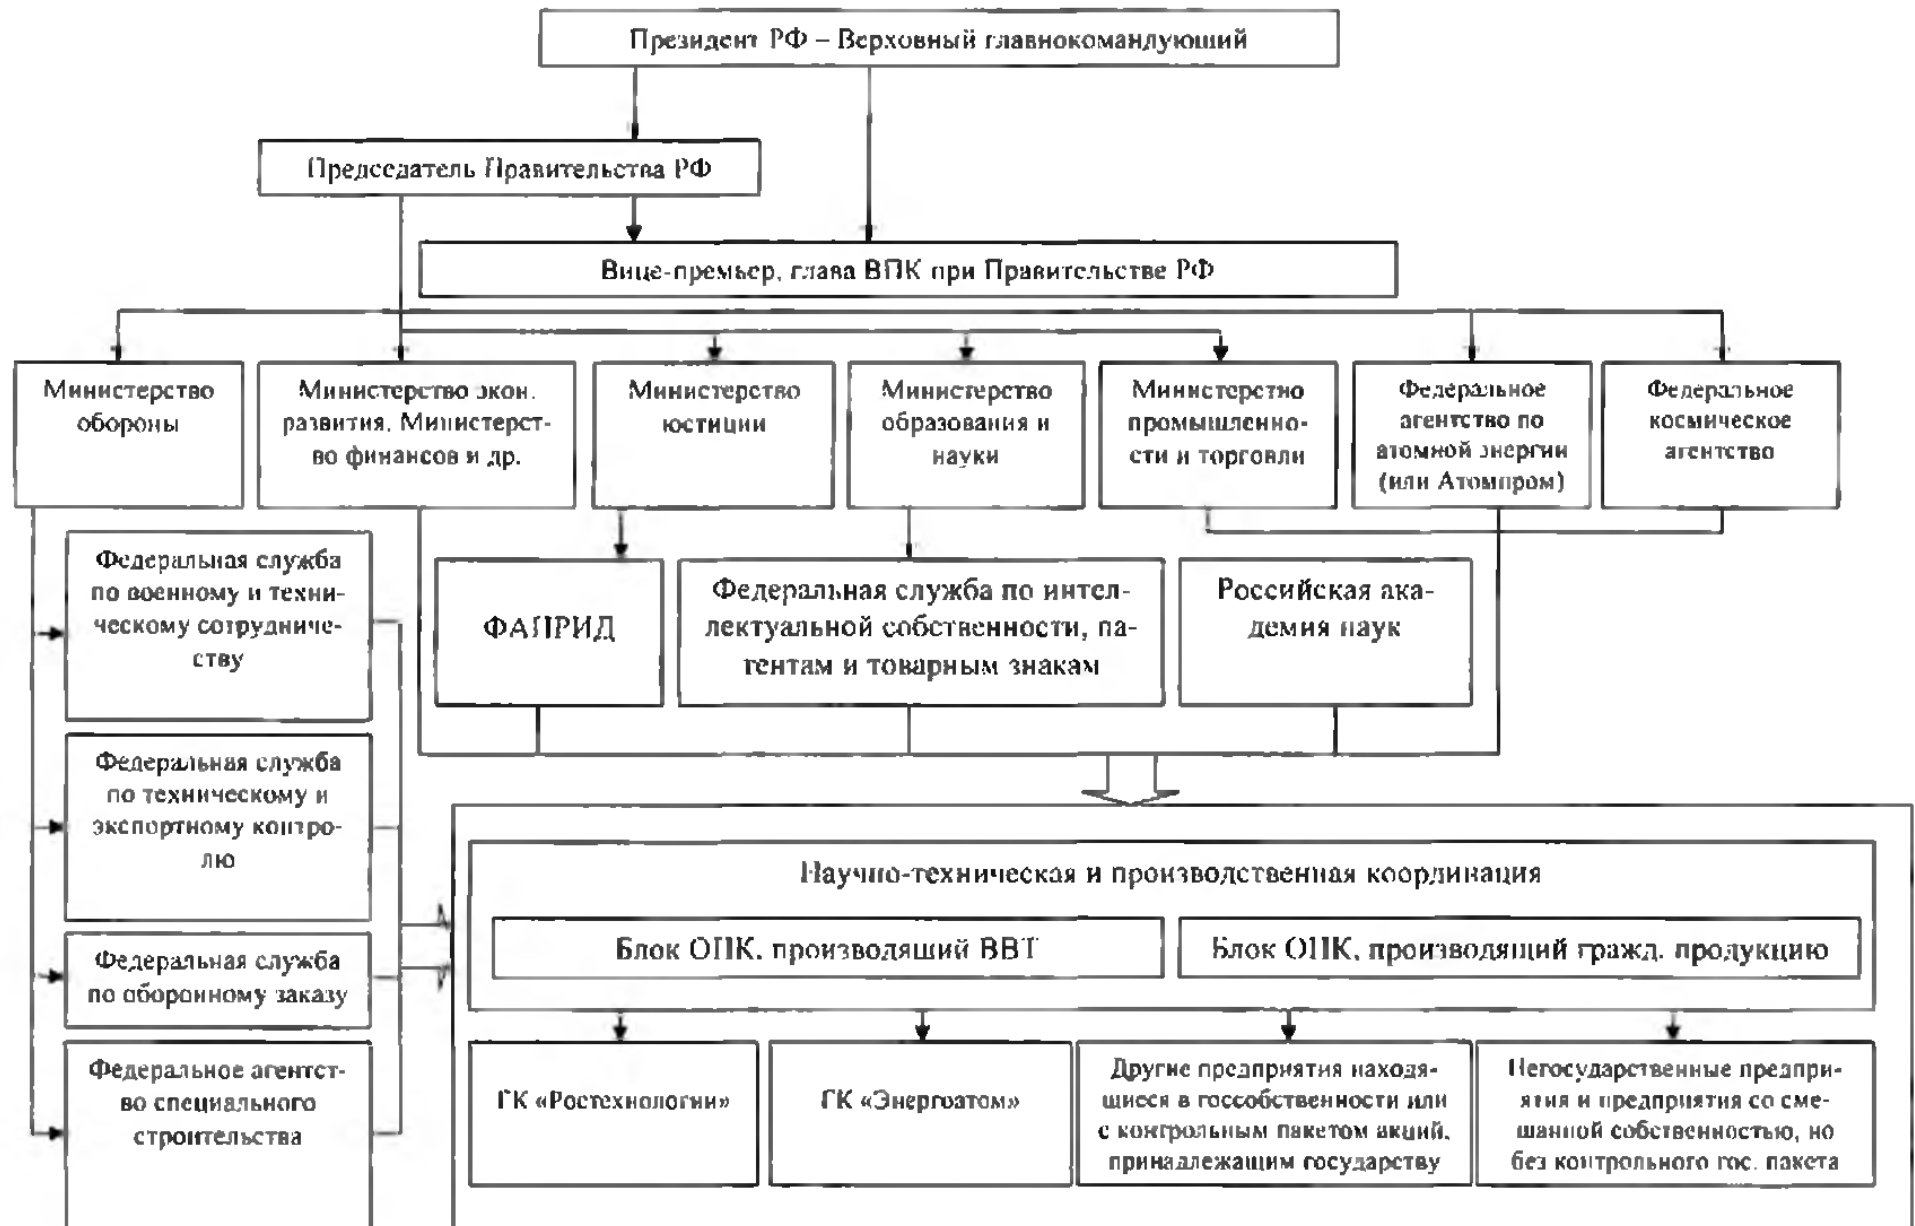 Президент РФ – Верховный главнокомандующий
Председатель Правительства РФ
Вице-премьер, глава ВПК при Правительстве РФ
Министерство
обороны
Министерство экон.
развития, Министерст-
во финансов и др.
Министерство
юстиции
Министерство
образования и
науки
Министерство
промышленно-
сти и торговли
Федеральное
агентство по
атомной энергии
(или Атомпром)
Федеральное
космическое
агентство
Федеральная служба
по военному и техни-
ческому сотрудниче-
ству
ФАПРИД
Федеральная служба по интел-
лектуальной собственности, па-
тентам и товарным знакам
Российская ака-
демия наук
Федеральная служба
по техническому и
экспортному контро-
лю
Федеральная служба
по оборонному заказу
Федеральное агентст-
во специального
строительства
Научно-техническая и производственная координация
Блок ОПК, производящий ВВТ
Блок ОПК, производящий гражд. продукцию
ГК «Ростехнологии»
ГК «Энергоатом»
Другие предприятия находя-
щиеся в госсобственности или
с контрольным пакетом акций,
принадлежащим государству
Негосударственные предпри-
ятия и предприятия со сме-
шанной собственностью, но
без контрольного гос. пакета